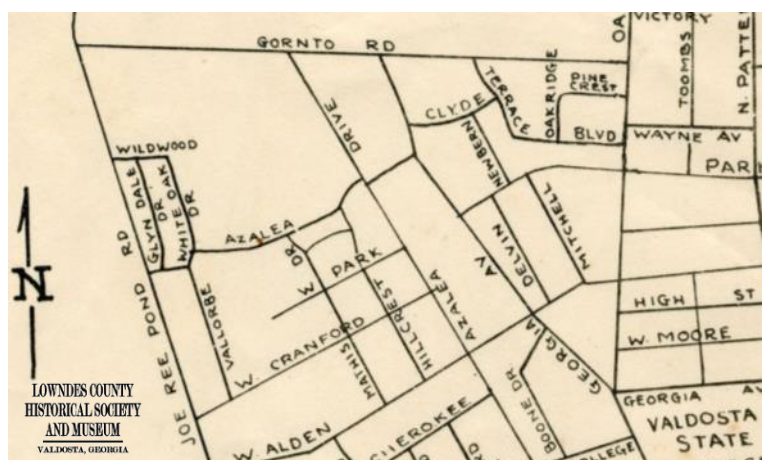 VICTORY
OA
GORNTO RD
TOOMBS
N. PATTE
PINE
CREST
OAKRIDGE
TERRACE
CLYDE
DRIVE
BLVD
WAYNE AV
NEWBERN
WILDWOOD
PARK
GLYN DALE
DR
WHITE OAK
DR
MITCHELL
DELVIN
AZALEA
AV
DR
W. PARK
N
JOE REE POND RD
HILLCREST
AZALEA
HIGH ST
VALLORBE
W. CRANFORD
MATHIS
GEORGIA
W. MOORE
BOONE DR.
GEORGIA AV
LOWNDES COUNTY
HISTORICAL SOCIETY
AND MUSEUM
VALDOSTA, GEORGIA
W. ALDEN
CHEROKEE
VALDOSTA
STATE
COLLEGE